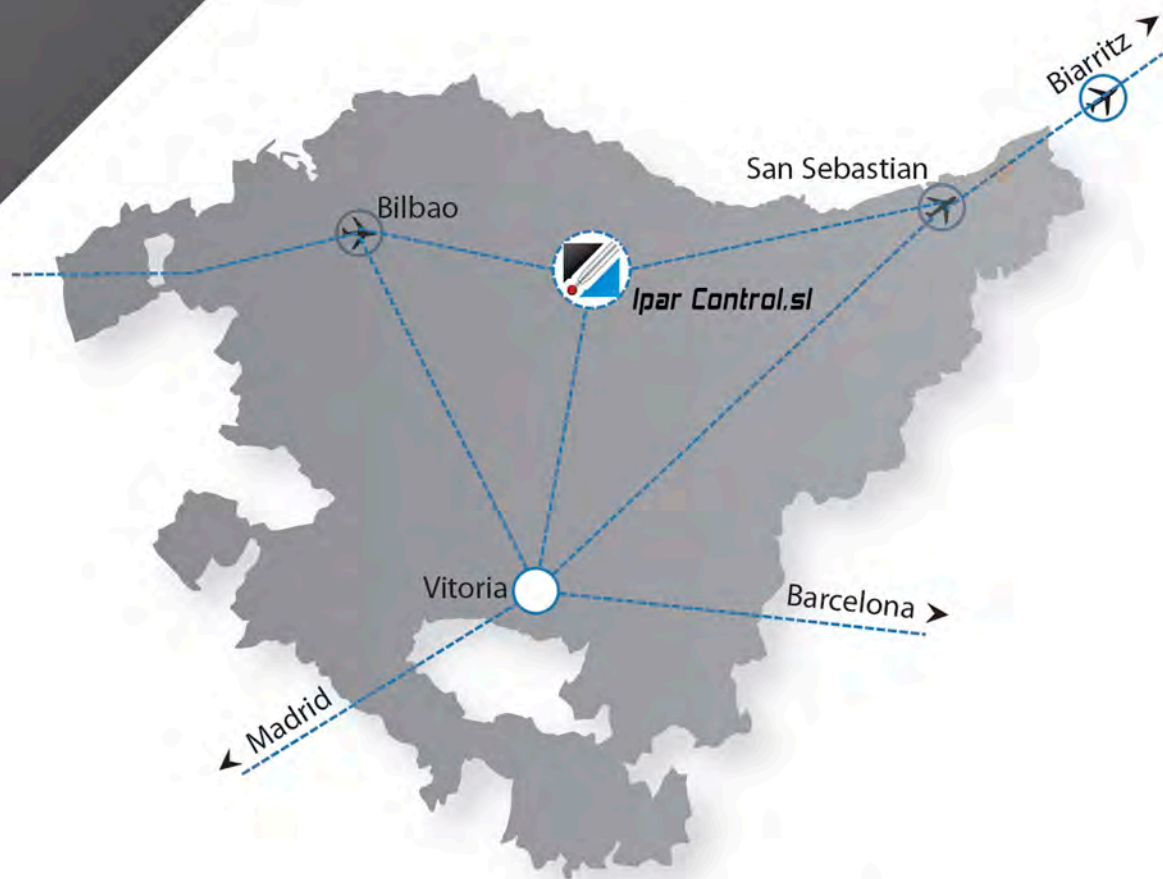 Biarritz
San Sebastian
Bilbao
Ipar Control.sl
Vitoria
Barcelona
Madrid